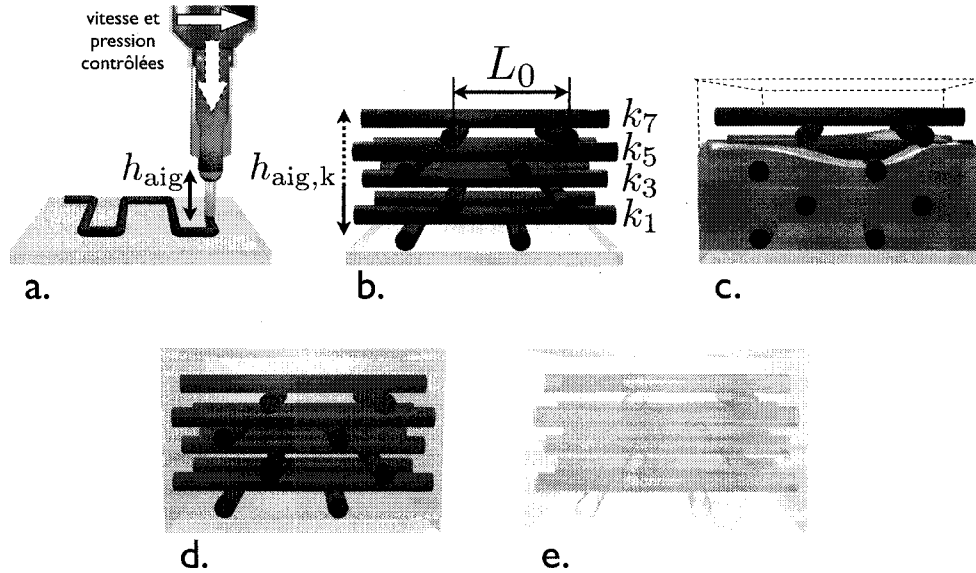 vitesse et
pression
contrôlées
h_aig
a.
L_0
h_aig,k
k_7
k_5
k_3
k_1
b.
c.
d.
e.